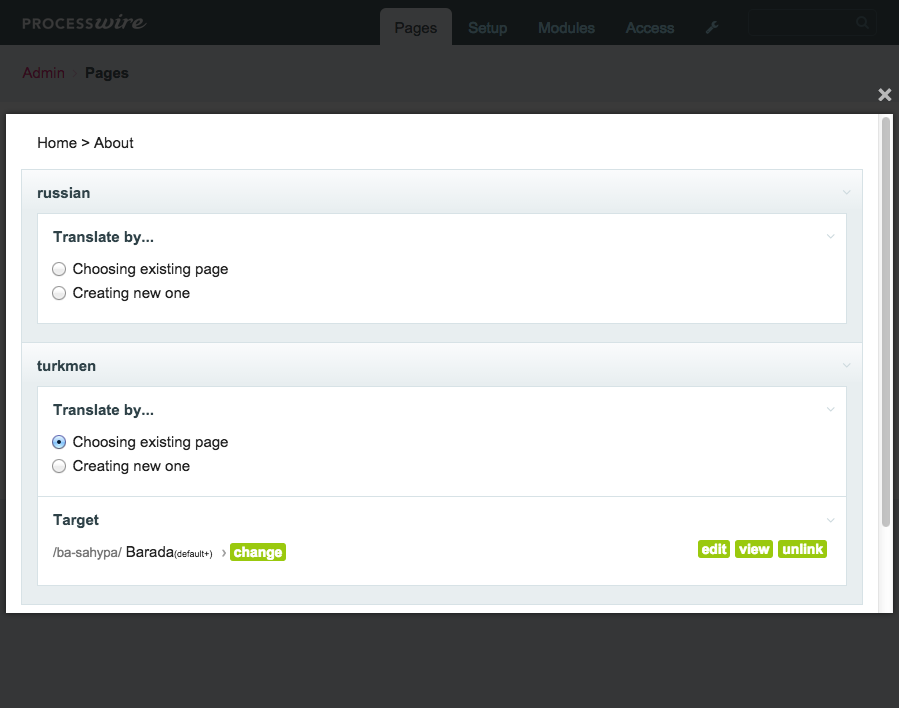 PROCESSwire
Pages Setup Modules Access
Admin > Pages
Home > About
russian
Translate by...
Choosing existing page
Creating new one
turkmen
Translate by...
Choosing existing page
Creating new one
Target
/ba-sahypa/ Barada(default+) › change edit view unlink